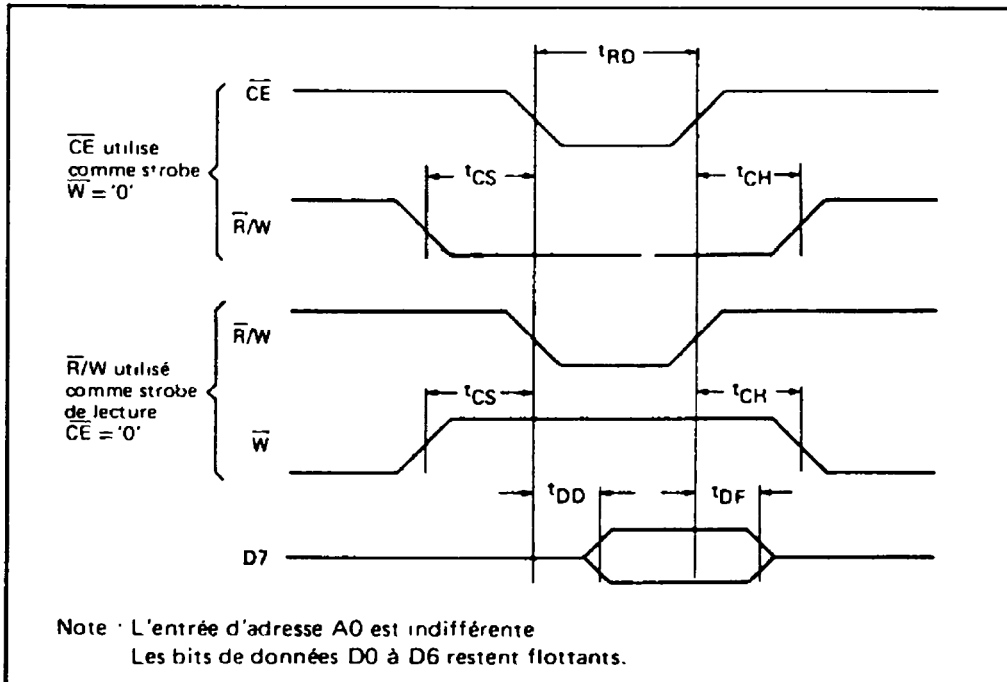 tRD
CE
CE utilisé
comme strobe
W = '0'
tCS
tCH
R/W
R/W
R/W utilisé
comme strobe
de lecture
CE = '0'
tCS
tCH
W
tDD
tDF
D7
Note : L'entrée d'adresse A0 est indifférente
Les bits de données D0 à D6 restent flottants.